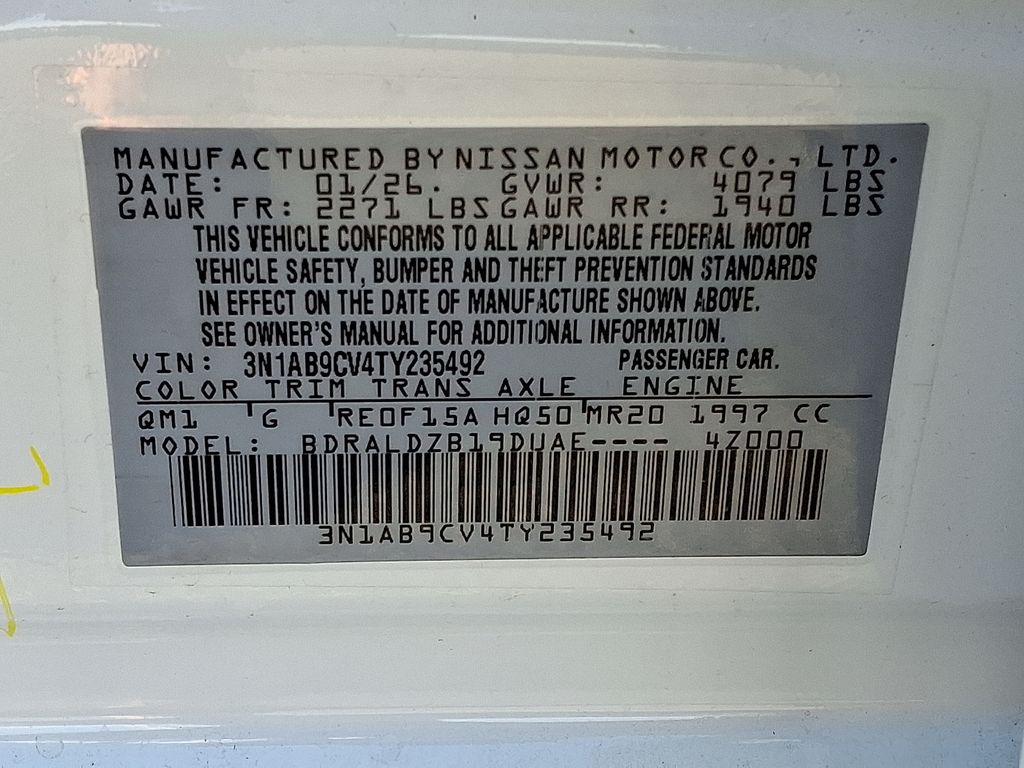 MANUFACTURED BY NISSAN MOTOR CO., LTD.
DATE: 01/26. GVWR: 4079 LBS
GAWR FR: 2271 LBS GAWR RR: 1940 LBS
THIS VEHICLE CONFORMS TO ALL APPLICABLE FEDERAL MOTOR
VEHICLE SAFETY, BUMPER AND THEFT PREVENTION STANDARDS
IN EFFECT ON THE DATE OF MANUFACTURE SHOWN ABOVE.
SEE OWNER'S MANUAL FOR ADDITIONAL INFORMATION.
VIN: 3N1AB9CV4TY235492 PASSENGER CAR.
COLOR TRIM TRANS AXLE ENGINE
QM1 G RE0F15A HQ50 MR20 1997 CC
MODEL: BDRALDZB19DUAE---- 4Z000
3N1AB9CV4TY235492